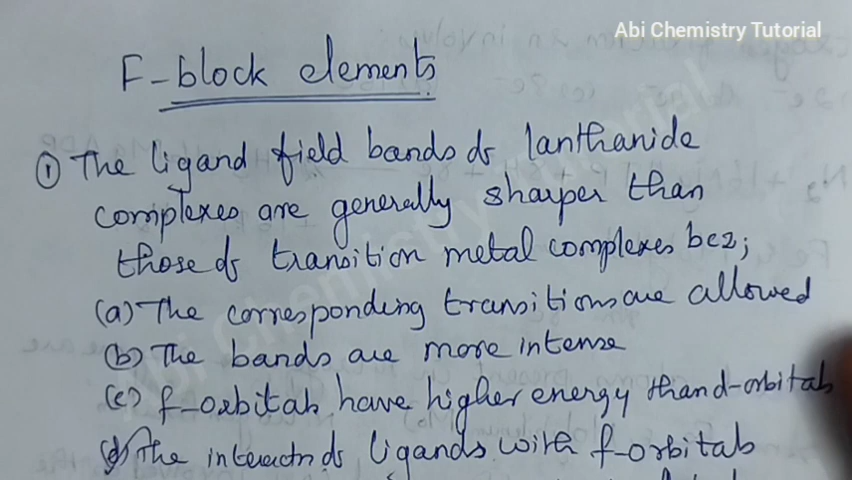 Abi Chemistry Tutorial
F-block elements
① The ligand field bands of lanthanide
complexes are generally sharper than
those of transition metal complexes bcz;
(a) The corresponding transitions are allowed
(b) The bands are more intense
(c) f-orbitals have higher energy than d-orbitals
(d) The interactn of ligands with f-orbitals